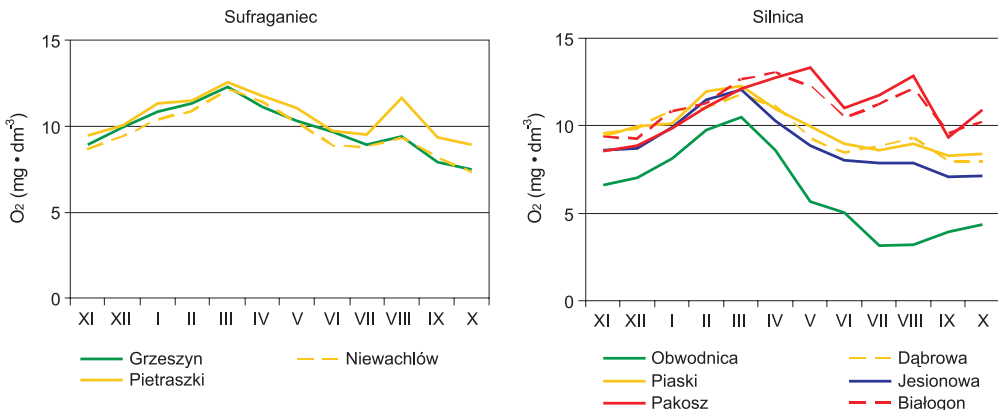 Sufraganiec
15
10
5
0
O₂ (mg • dm⁻³)
XI XII I II III IV V VI VII VIII IX X
Grzeszyn
Niewachlów
Pietraszki
Silnica
15
10
5
0
O₂ (mg • dm⁻³)
XI XII I II III IV V VI VII VIII IX X
Obwodnica
Dąbrowa
Piaski
Jesionowa
Pakosz
Białogon